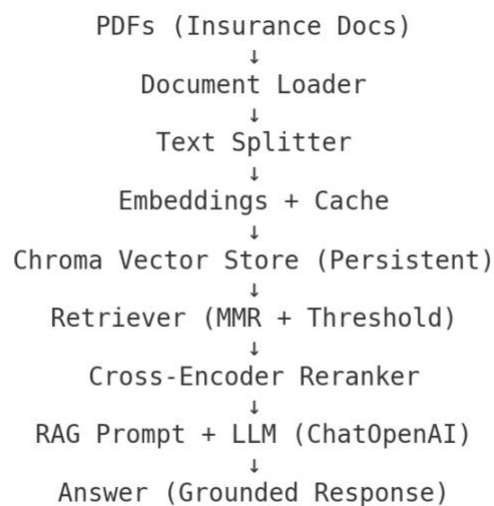 PDFs (Insurance Docs)
↓
Document Loader
↓
Text Splitter
↓
Embeddings + Cache
↓
Chroma Vector Store (Persistent)
↓
Retriever (MMR + Threshold)
↓
Cross-Encoder Reranker
↓
RAG Prompt + LLM (ChatOpenAI)
↓
Answer (Grounded Response)